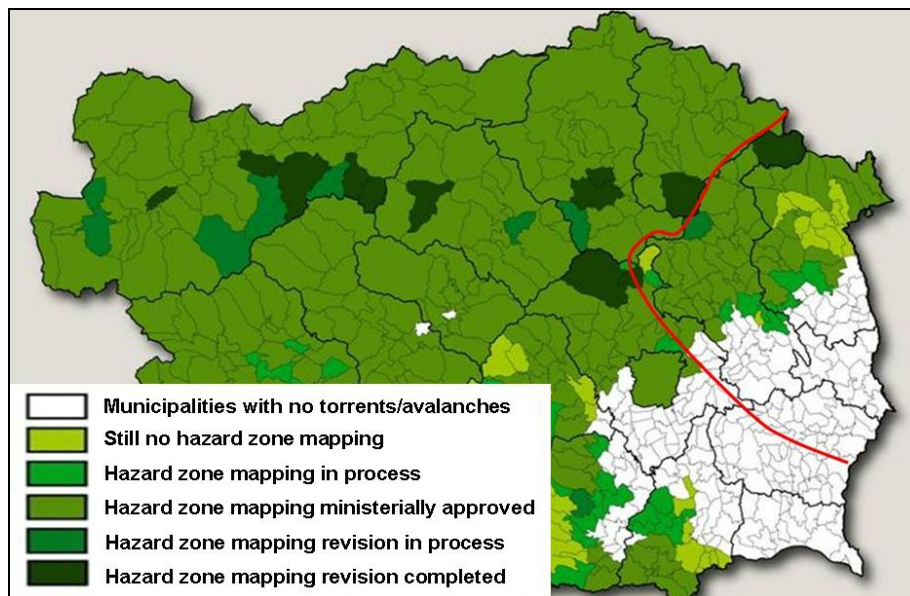 Municipalities with no torrents/avalanches
Still no hazard zone mapping
Hazard zone mapping in process
Hazard zone mapping ministerially approved
Hazard zone mapping revision in process
Hazard zone mapping revision completed